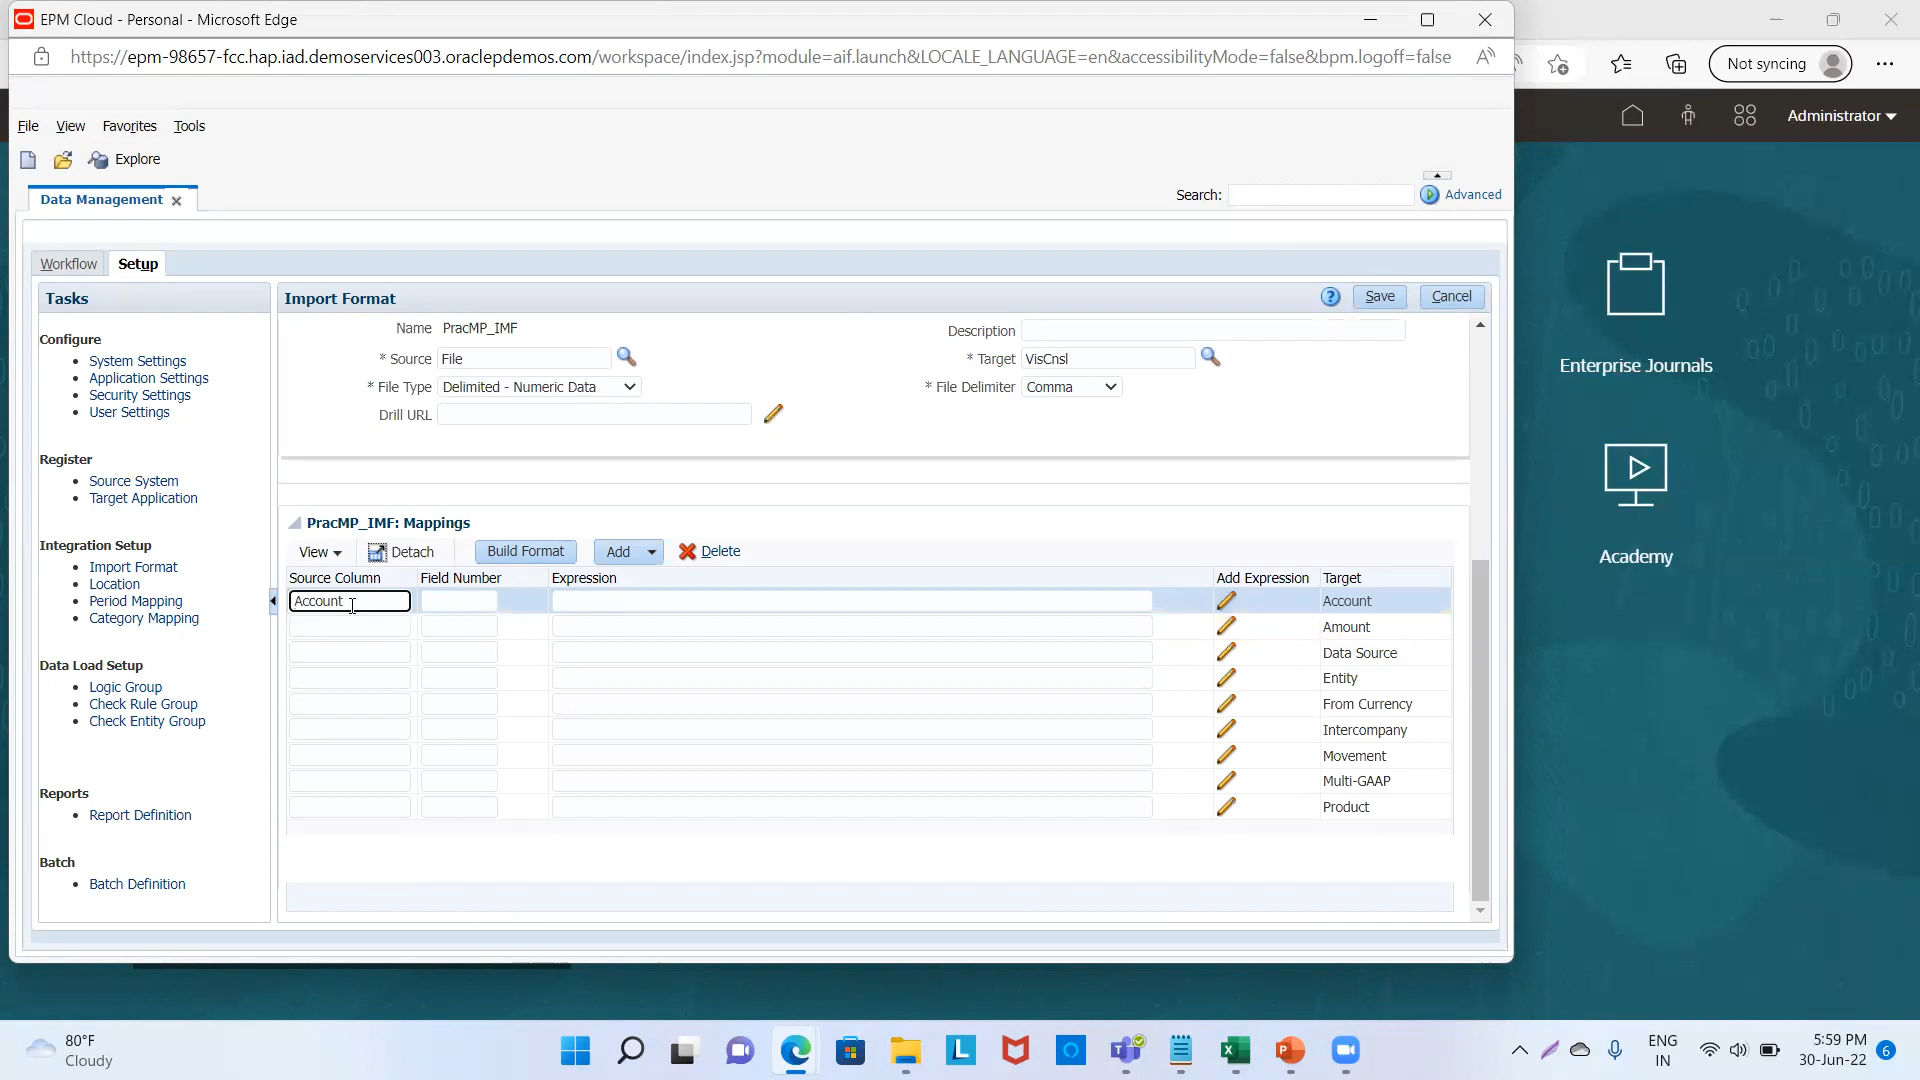 EPM Cloud - Personal - Microsoft Edge
https://epm-98657-fcc.hap.iad.demoservices003.oraclepdemos.com/workspace/index.jsp?module=aif.launch&LOCALE_LANGUAGE=en&accessibilityMode=false&bpm.logoff=false
Not syncing
Administrator
File View Favorites Tools
Explore
Data Management
Search:
Advanced
Workflow Setup
Tasks
Configure
System Settings
Application Settings
Security Settings
User Settings
Register
Source System
Target Application
Integration Setup
Import Format
Location
Period Mapping
Category Mapping
Data Load Setup
Logic Group
Check Rule Group
Check Entity Group
Reports
Report Definition
Batch
Batch Definition
Import Format
Save Cancel
Name PracMP_IMF
Description
* Source File
* Target VisCnsl
* File Type Delimited - Numeric Data
* File Delimiter Comma
Drill URL
PracMP_IMF: Mappings
View Detach Build Format Add Delete
Source Column Field Number Expression Add Expression Target
Account Account
Amount
Data Source
Entity
From Currency
Intercompany
Movement
Multi-GAAP
Product
Enterprise Journals
Academy
80°F
Cloudy
ENG
IN
5:59 PM
30-Jun-22
6